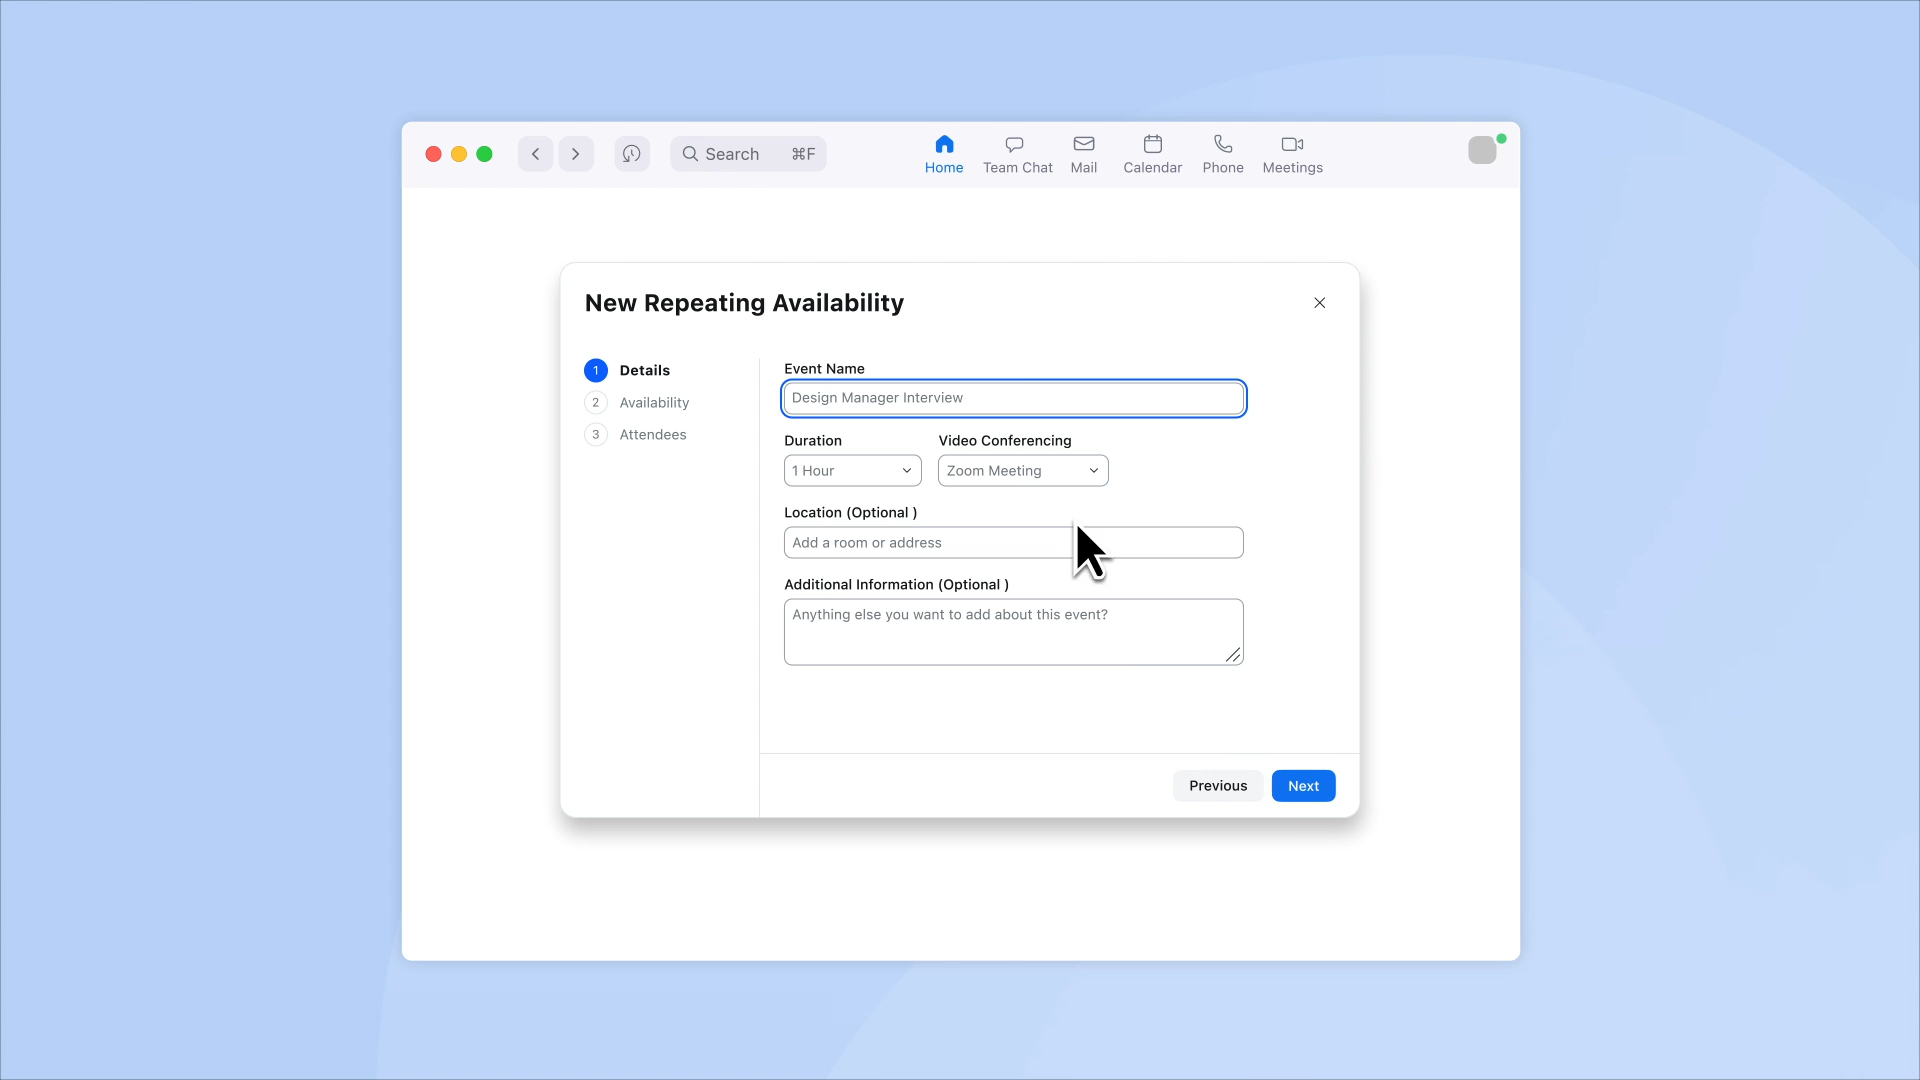 Search ⌘F
Home Team Chat Mail Calendar Phone Meetings
New Repeating Availability
1 Details
2 Availability
3 Attendees
Event Name
Design Manager Interview
Duration Video Conferencing
1 Hour Zoom Meeting
Location (Optional )
Add a room or address
Additional Information (Optional )
Anything else you want to add about this event?
Previous Next